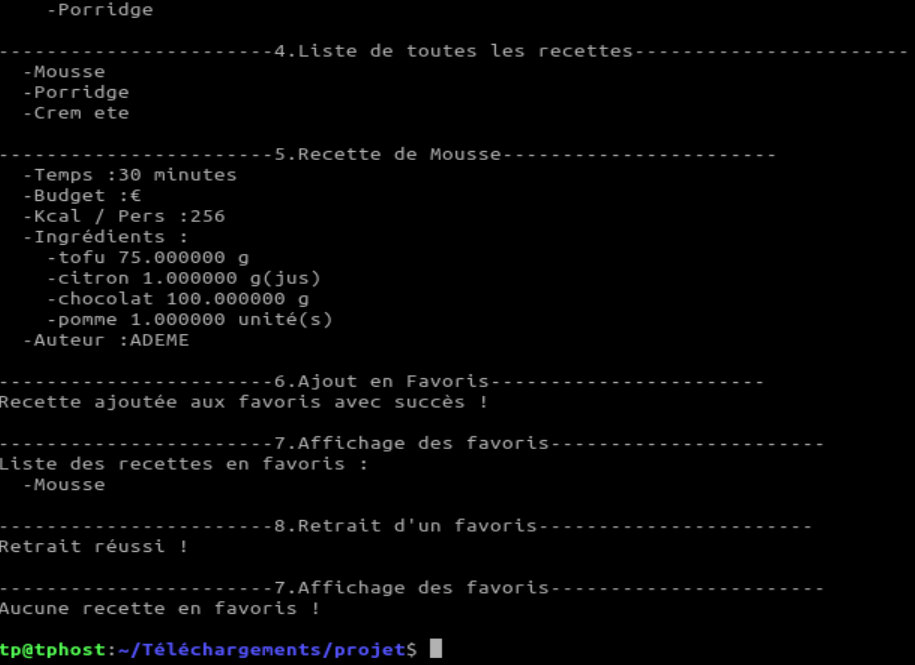 -Porridge
-----------------------4.Liste de toutes les recettes-----------------------
-Mousse
-Porridge
-Crem ete
-----------------------5.Recette de Mousse-----------------------
-Temps :30 minutes
-Budget :€
-Kcal / Pers :256
-Ingrédients :
-tofu 75.000000 g
-citron 1.000000 g(jus)
-chocolat 100.000000 g
-pomme 1.000000 unité(s)
-Auteur :ADEME
-----------------------6.Ajout en Favoris-----------------------
Recette ajoutée aux favoris avec succès !
-----------------------7.Affichage des favoris-----------------------
Liste des recettes en favoris :
-Mousse
-----------------------8.Retrait d'un favoris-----------------------
Retrait réussi !
-----------------------7.Affichage des favoris-----------------------
Aucune recette en favoris !
tp@tphost:~/Téléchargements/projet$